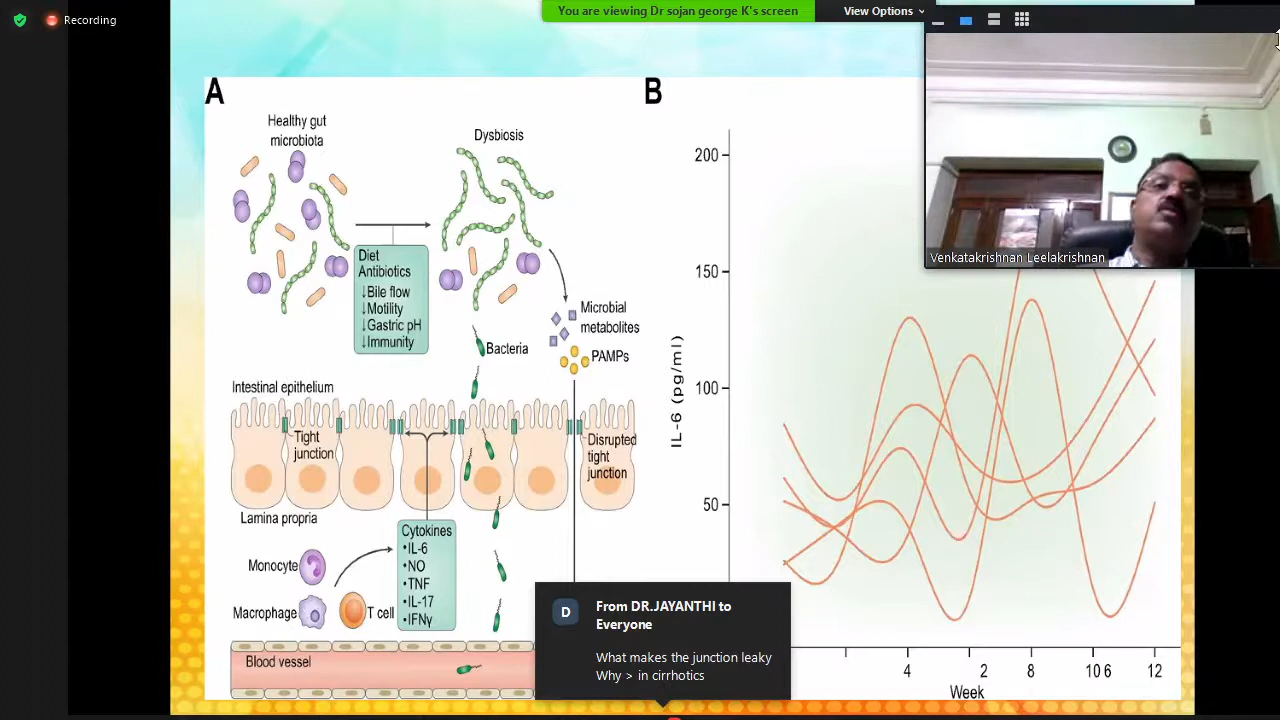 Recording
You are viewing Dr sojan george K's screen
View Options
Venkatakrishnan Leelakrishnan
A
Healthy gut
microbiota
Dysbiosis
Diet
Antibiotics
↓Bile flow
↓Motility
↓Gastric pH
↓Immunity
Microbial
metabolites
PAMPs
Bacteria
Intestinal epithelium
Tight
junction
Disrupted
tight
junction
Lamina propria
Cytokines
•IL-6
•NO
•TNF
•IL-17
•IFNγ
Monocyte
Macrophage
T cell
Blood vessel
B
200
150
100
50
IL-6 (pg/ml)
4
2
8
10 6
12
Week
D
From DR.JAYANTHI to
Everyone
What makes the junction leaky
Why > in cirrhotics